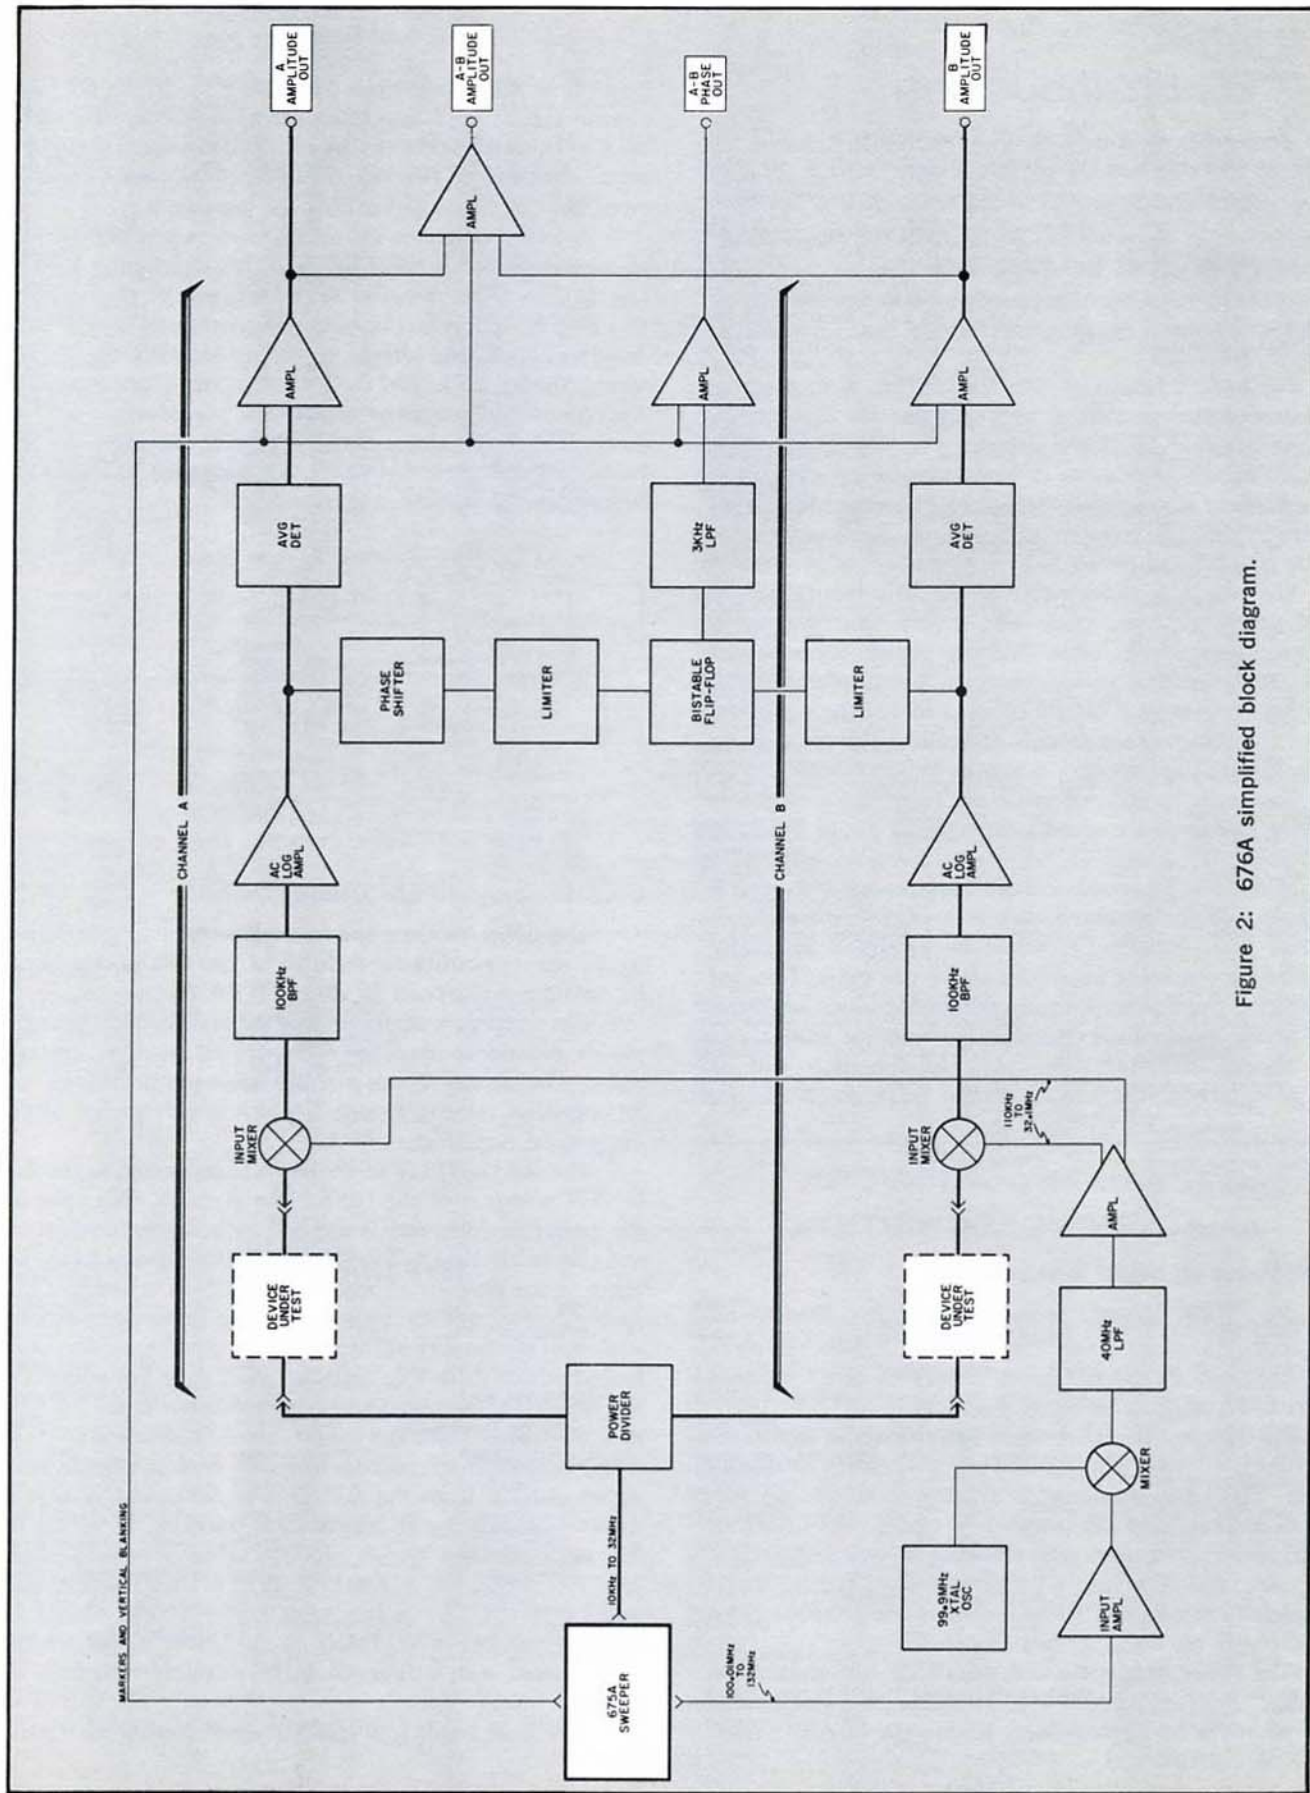 MARKERS AND VERTICAL BLANKING
675A
SWEEPER
10KHz TO 32MHz
100.01MHz
TO
132MHz
POWER
DIVIDER
CHANNEL A
DEVICE
UNDER
TEST
INPUT
MIXER
100KHz
BPF
AC
LOG
AMPL
AVG
DET
AMPL
A
AMPLITUDE
OUT
AMPL
A-B
AMPLITUDE
OUT
PHASE
SHIFTER
LIMITER
BISTABLE
FLIP-FLOP
3KHz
LPF
AMPL
A-B
PHASE
OUT
LIMITER
CHANNEL B
DEVICE
UNDER
TEST
INPUT
MIXER
100KHz
BPF
AC
LOG
AMPL
AVG
DET
AMPL
B
AMPLITUDE
OUT
99.9MHz
XTAL
OSC
INPUT
AMPL
MIXER
40MHz
LPF
AMPL
110KHz
TO
32.1MHz
Figure 2: 676A simplified block diagram.